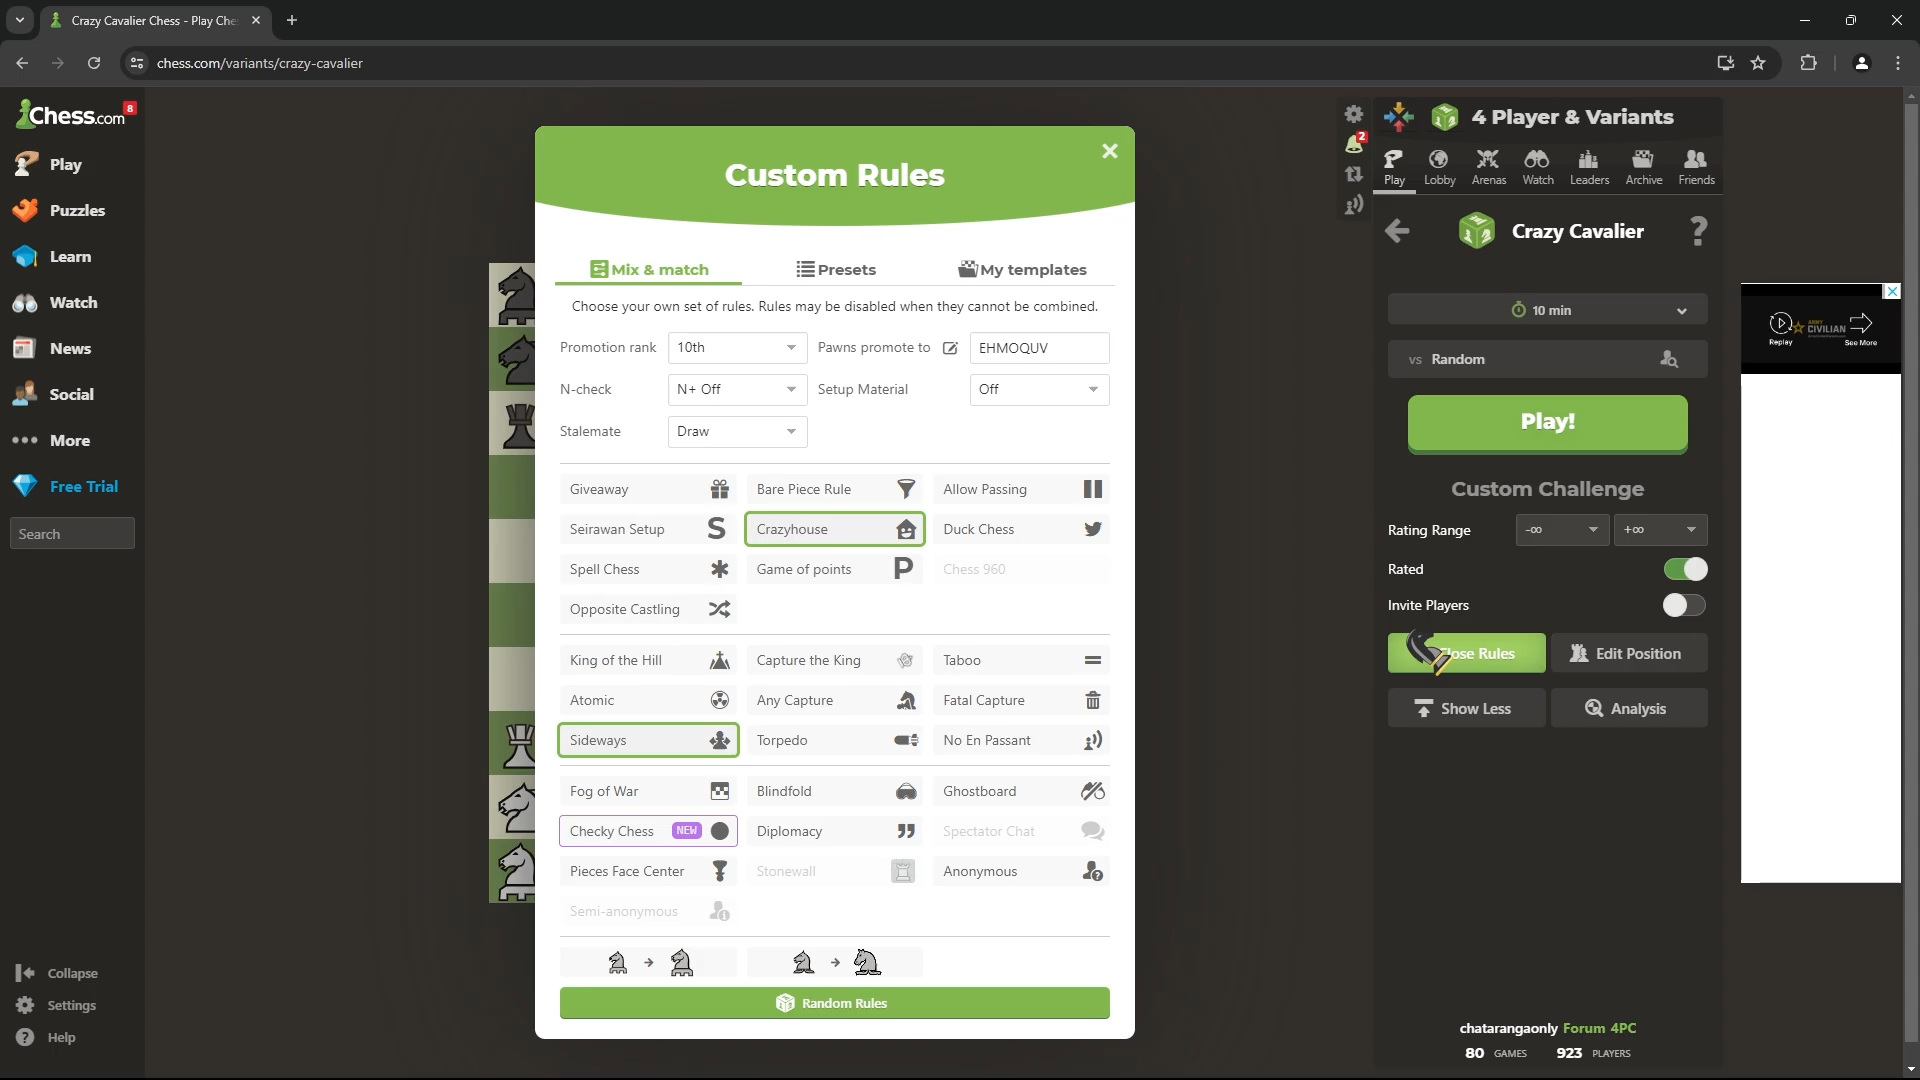 Crazy Cavalier Chess - Play Che
chess.com/variants/crazy-cavalier
Chess.com
8
Play
Puzzles
Learn
Watch
News
Social
More
Free Trial
Search
Collapse
Settings
Help
Custom Rules
Mix & match
Presets
My templates
Choose your own set of rules. Rules may be disabled when they cannot be combined.
Promotion rank
10th
Pawns promote to
EHMOQUV
N-check
N+ Off
Setup Material
Off
Stalemate
Draw
Giveaway
Bare Piece Rule
Allow Passing
Seirawan Setup
S
Crazyhouse
Duck Chess
Spell Chess
Game of points
P
Chess 960
Opposite Castling
King of the Hill
Capture the King
Taboo
Atomic
Any Capture
Fatal Capture
Sideways
Torpedo
No En Passant
Fog of War
Blindfold
Ghostboard
Checky Chess
NEW
Diplomacy
Spectator Chat
Pieces Face Center
Stonewall
Anonymous
Semi-anonymous
Random Rules
2
4 Player & Variants
Play
Lobby
Arenas
Watch
Leaders
Archive
Friends
Crazy Cavalier
?
10 min
vs Random
Play!
Custom Challenge
Rating Range
-∞
+∞
Rated
Invite Players
lose Rules
Edit Position
Show Less
Analysis
chatarangaonly Forum 4PC
80 GAMES 923 PLAYERS
CIVILIAN
Replay
See More